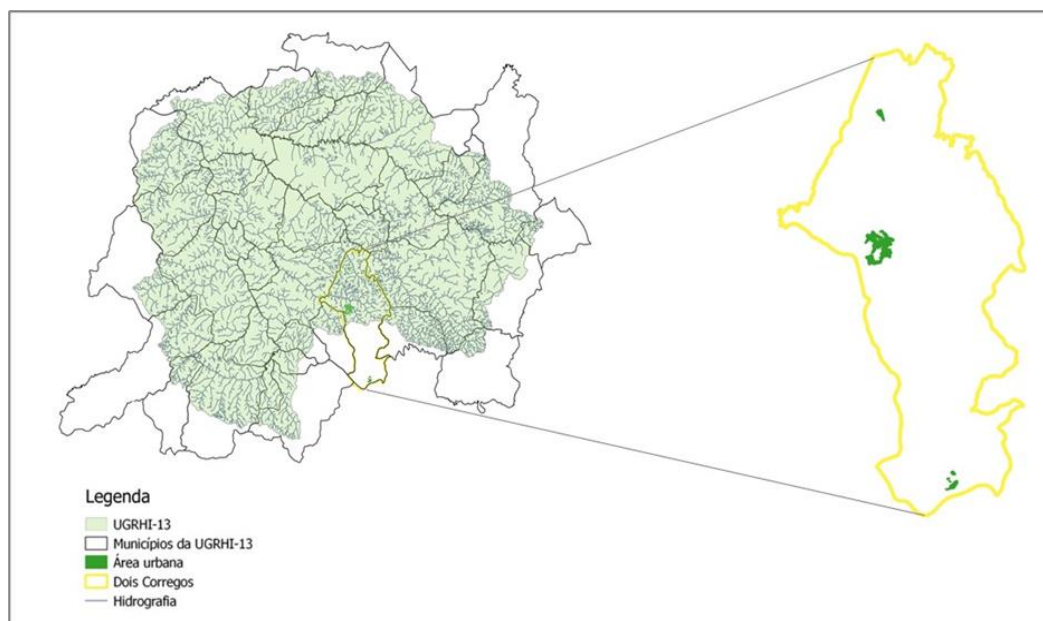 Legenda
UGRHI-13
Municípios da UGRHI-13
Área urbana
Dois Corregos
Hidrografia